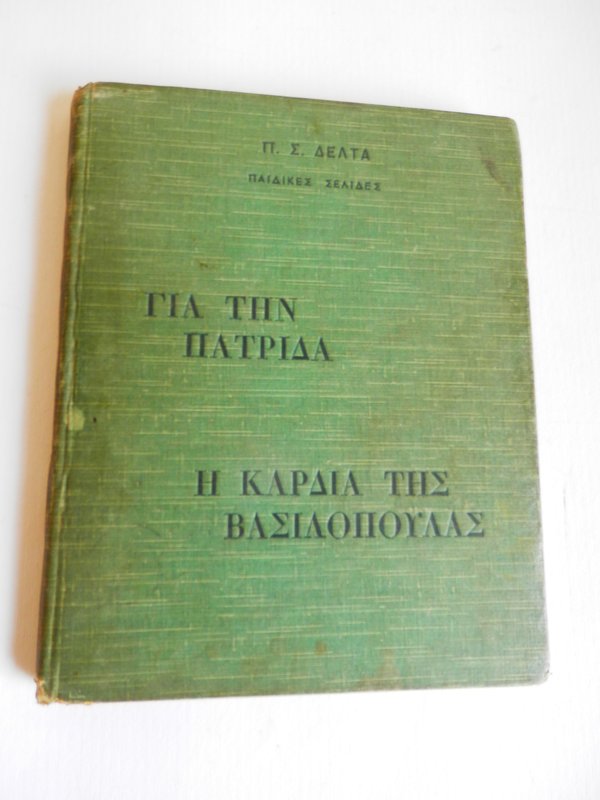 Π. Σ. ΔΕΛΤΑ
ΠΑΙΔΙΚΕΣ ΣΕΛΙΔΕΣ
ΓΙΑ ΤΗΝ
ΠΑΤΡΙΔΑ
Η ΚΑΡΔΙΑ ΤΗΣ
ΒΑΣΙΛΟΠΟΥΛΑΣ